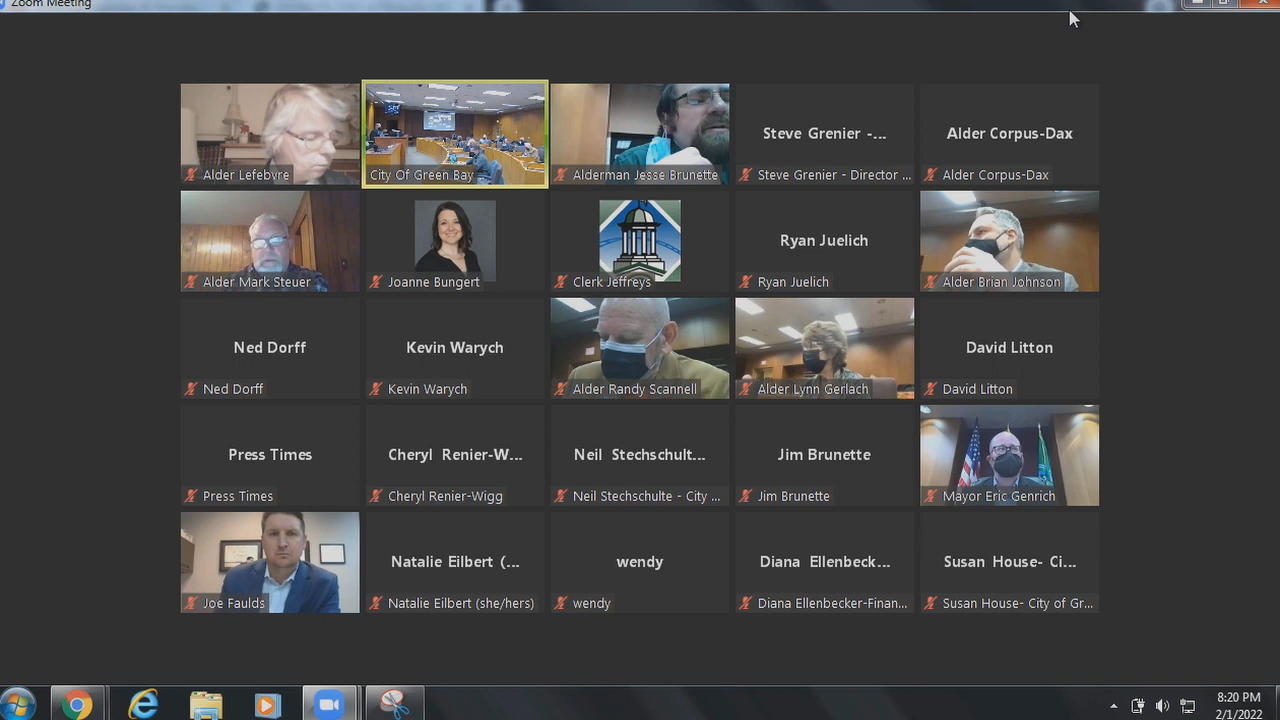 Zoom Meeting
Alder Lefebvre
City Of Green Bay
Alderman Jesse Brunette
Steve Grenier -...
Steve Grenier - Director ...
Alder Corpus-Dax
Alder Corpus-Dax
Alder Mark Steuer
Joanne Bungert
Clerk Jeffreys
Ryan Juelich
Ryan Juelich
Alder Brian Johnson
Ned Dorff
Ned Dorff
Kevin Warych
Kevin Warych
Alder Randy Scannell
Alder Lynn Gerlach
David Litton
David Litton
Press Times
Press Times
Cheryl Renier-W...
Cheryl Renier-Wigg
Neil Stechschult...
Neil Stechschulte - City ...
Jim Brunette
Jim Brunette
Mayor Eric Genrich
Joe Faulds
Natalie Eilbert (...
Natalie Eilbert (she/hers)
wendy
wendy
Diana Ellenbeck...
Diana Ellenbecker-Finan...
Susan House- Ci...
Susan House- City of Gr...
8:20 PM
2/1/2022